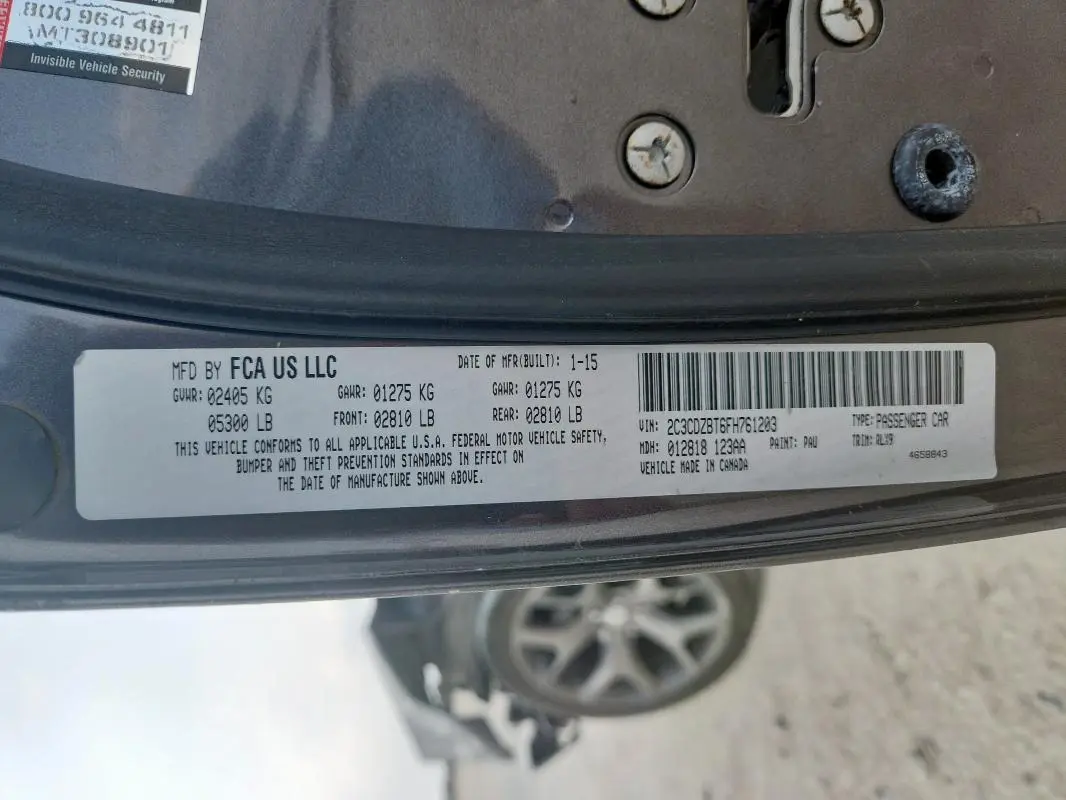 800 964 4811
MT308901
Invisible Vehicle Security
MFD BY FCA US LLC
DATE OF MFR(BUILT): 1-15
GVWR: 02405 KG
GAWR: 01275 KG
GAWR: 01275 KG
05300 LB
FRONT: 02810 LB
REAR: 02810 LB
THIS VEHICLE CONFORMS TO ALL APPLICABLE U.S.A. FEDERAL MOTOR VEHICLE SAFETY,
BUMPER AND THEFT PREVENTION STANDARDS IN EFFECT ON
THE DATE OF MANUFACTURE SHOWN ABOVE.
VIN: 2C3CDZBT6FH761203
TYPE: PASSENGER CAR
MDH: 012818 123AA
PAINT: PAU
TRIM: RLX9
VEHICLE MADE IN CANADA
4658843